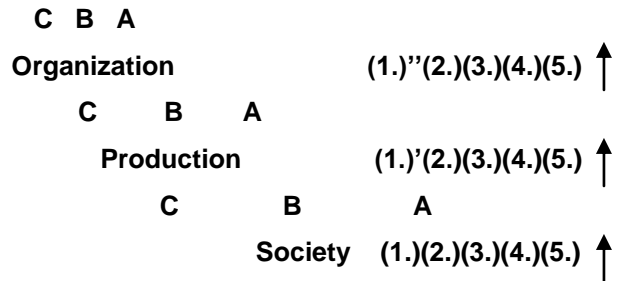 C B A
Organization (1.)''(2.)(3.)(4.)(5.)
C B A
Production (1.)'(2.)(3.)(4.)(5.)
C B A
Society (1.)(2.)(3.)(4.)(5.)